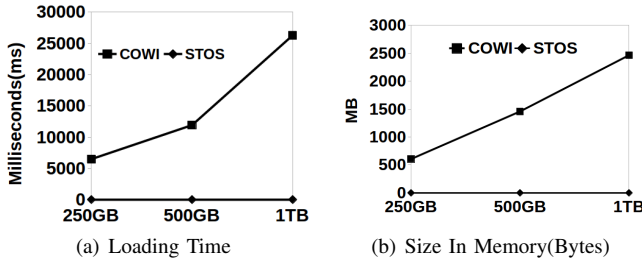 Milliseconds(ms)
30000
25000
20000
15000
10000
5000
0
COWI STOS
250GB 500GB 1TB
(a) Loading Time
MB
3000
2500
2000
1500
1000
500
0
COWI STOS
250GB 500GB 1TB
(b) Size In Memory(Bytes)